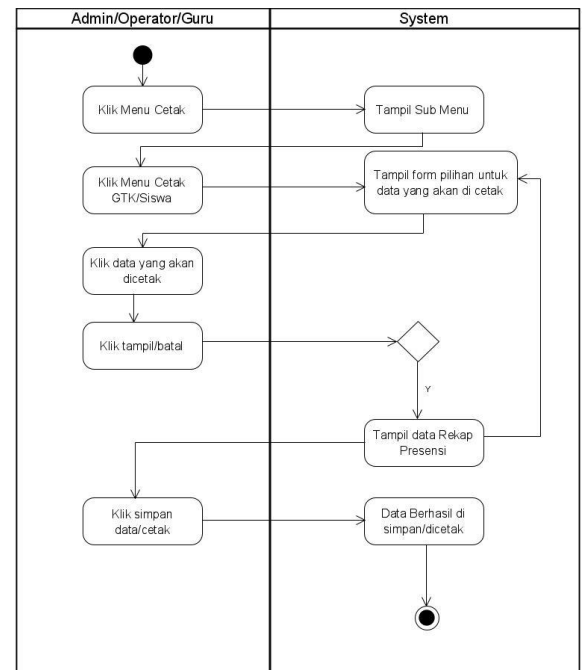 Admin/Operator/Guru
System
Klik Menu Cetak
Tampil Sub Menu
Klik Menu Cetak
GTK/Siswa
Tampil form pilihan untuk
data yang akan di cetak
Klik data yang akan
dicetak
Klik tampil/batal
Y
Tampil data Rekap
Presensi
Klik simpan
data/cetak
Data Berhasil di
simpan/dicetak